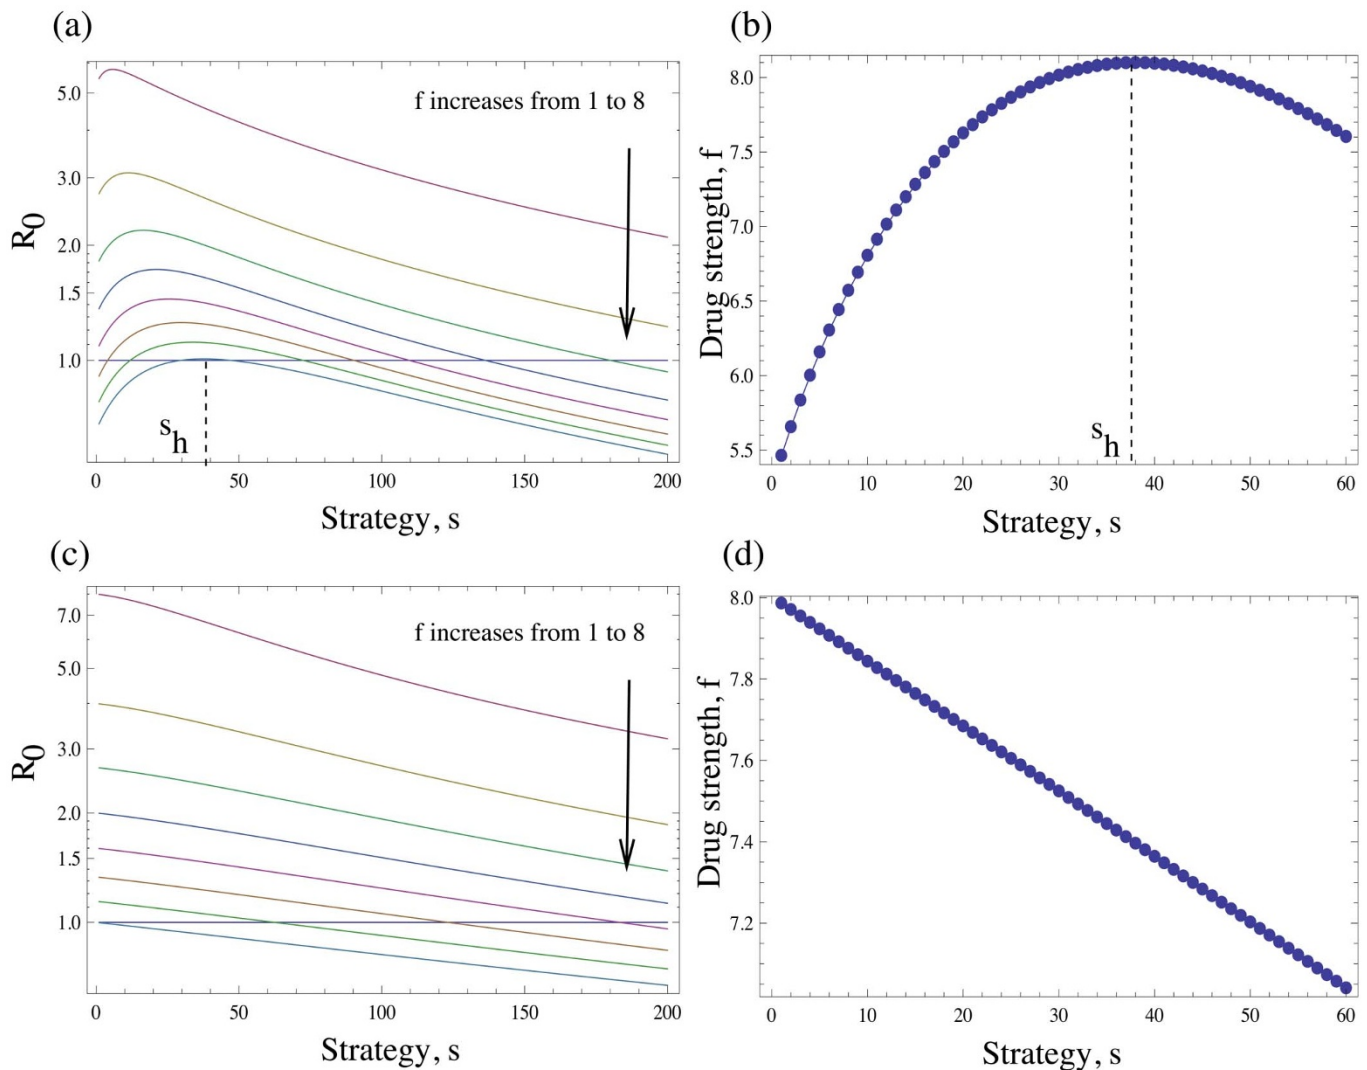 (a)
5.0
3.0
2.0
1.5
1.0
R0
f increases from 1 to 8
sh
0 50 100 150 200
Strategy, s
(b)
8.0
7.5
7.0
6.5
6.0
5.5
Drug strength, f
sh
0 10 20 30 40 50 60
Strategy, s
(c)
7.0
5.0
3.0
2.0
1.5
1.0
R0
f increases from 1 to 8
0 50 100 150 200
Strategy, s
(d)
8.0
7.8
7.6
7.4
7.2
Drug strength, f
0 10 20 30 40 50 60
Strategy, s